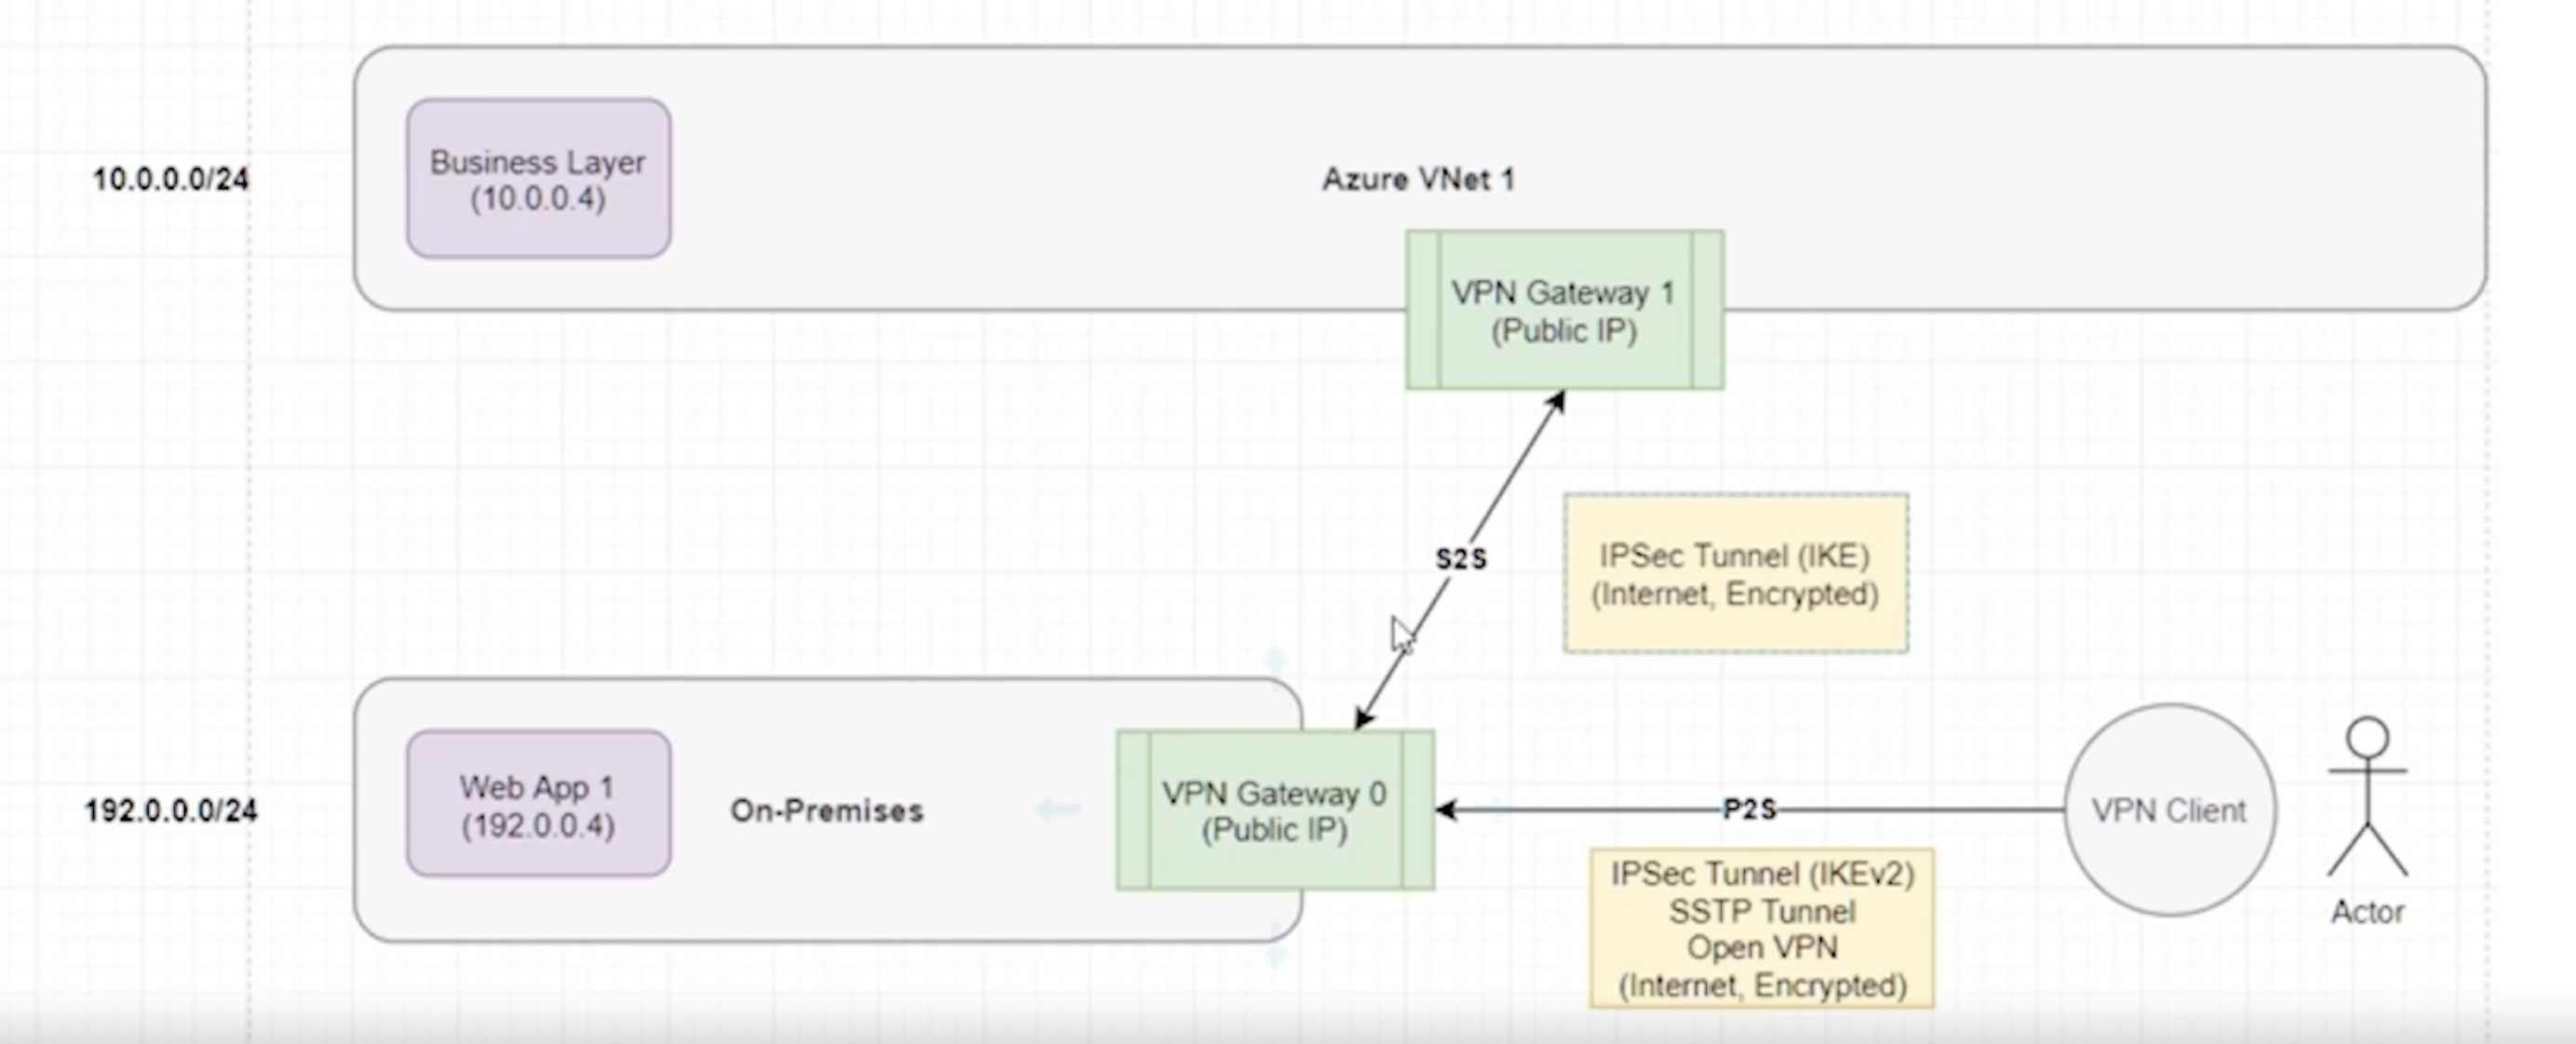 10.0.0.0/24
Business Layer
(10.0.0.4)
Azure VNet 1
VPN Gateway 1
(Public IP)
S2S
IPSec Tunnel (IKE)
(Internet, Encrypted)
192.0.0.0/24
Web App 1
(192.0.0.4)
On-Premises
VPN Gateway 0
(Public IP)
P2S
IPSec Tunnel (IKEv2)
SSTP Tunnel
Open VPN
(Internet, Encrypted)
VPN Client
Actor